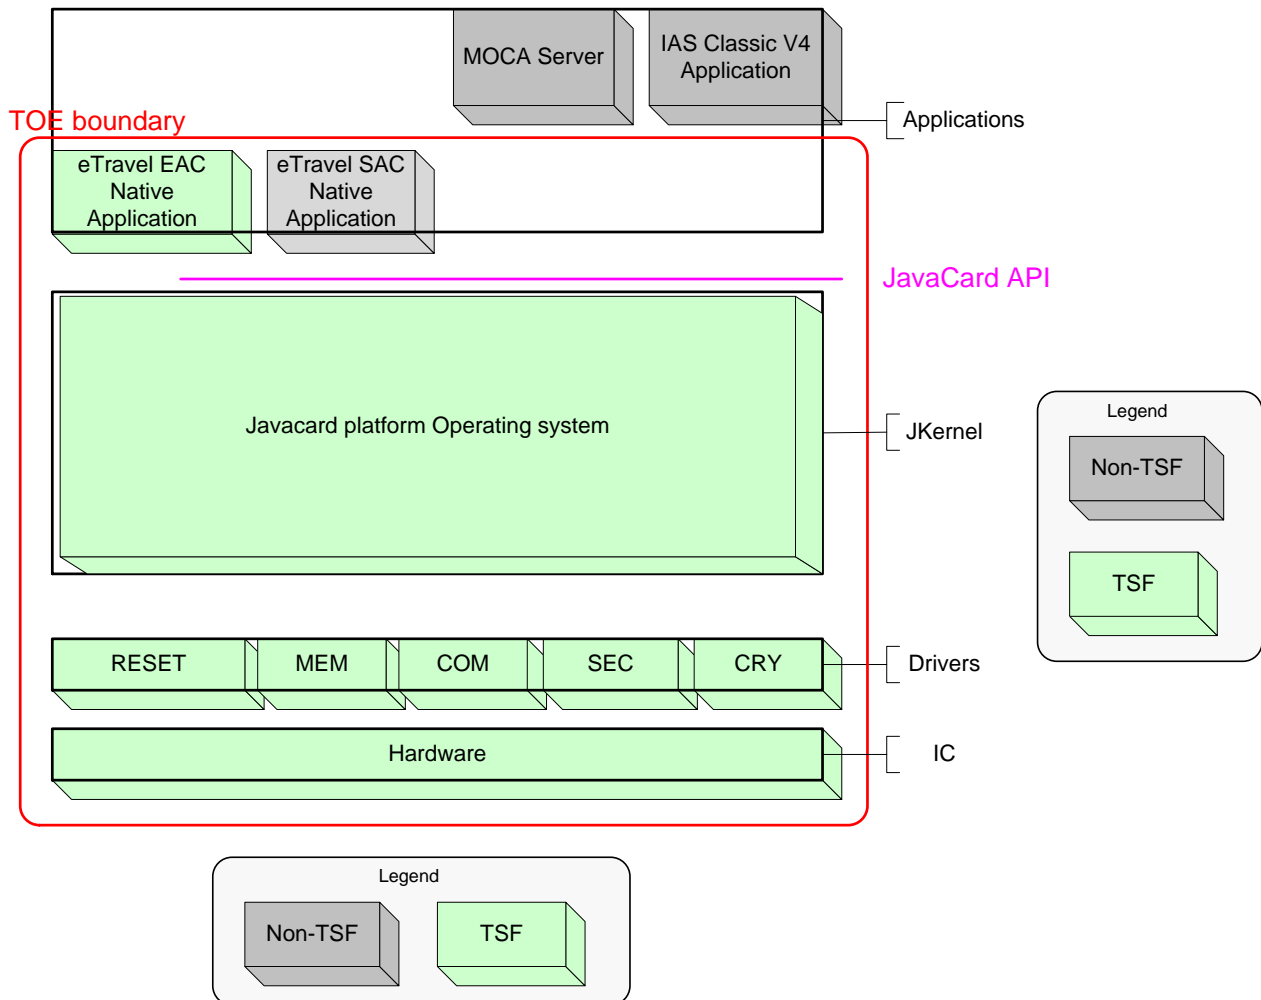 MOCA Server
IAS Classic V4
Application
TOE boundary
Applications
eTravel EAC
Native
Application
eTravel SAC
Native
Application
JavaCard API
Javacard platform Operating system
JKernel
Legend
Non-TSF
TSF
RESET
MEM
COM
SEC
CRY
Drivers
Hardware
IC
Legend
Non-TSF
TSF